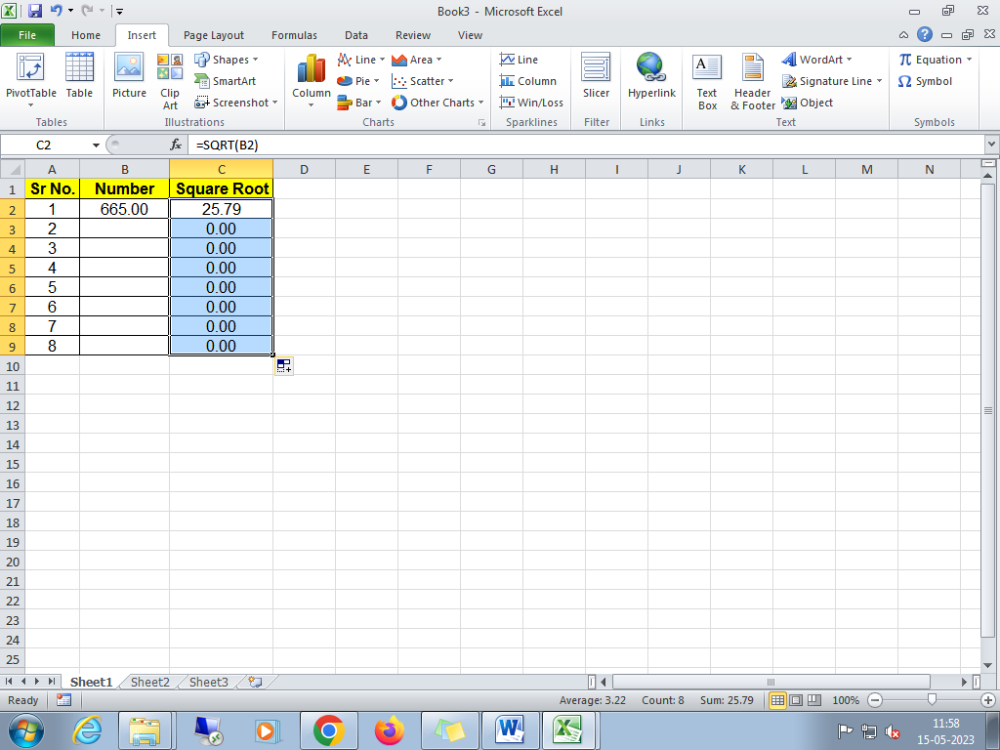 Book3 - Microsoft Excel
File Home Insert Page Layout Formulas Data Review View
PivotTable Table Picture Clip Art Shapes SmartArt Screenshot Column Line Pie Bar Area Scatter Other Charts Line Column Win/Loss Slicer Hyperlink Text Box Header & Footer WordArt Signature Line Object Equation Symbol
Tables Illustrations Charts Sparklines Filter Links Text Symbols
C2 fx =SQRT(B2)
A B C D E F G H I J K L M N
1 Sr No. Number Square Root
2 1 665.00 25.79
3 2 0.00
4 3 0.00
5 4 0.00
6 5 0.00
7 6 0.00
8 7 0.00
9 8 0.00
10
11
12
13
14
15
16
17
18
19
20
21
22
23
24
25
Sheet1 Sheet2 Sheet3
Ready Average: 3.22 Count: 8 Sum: 25.79 100%
11:58
15-05-2023